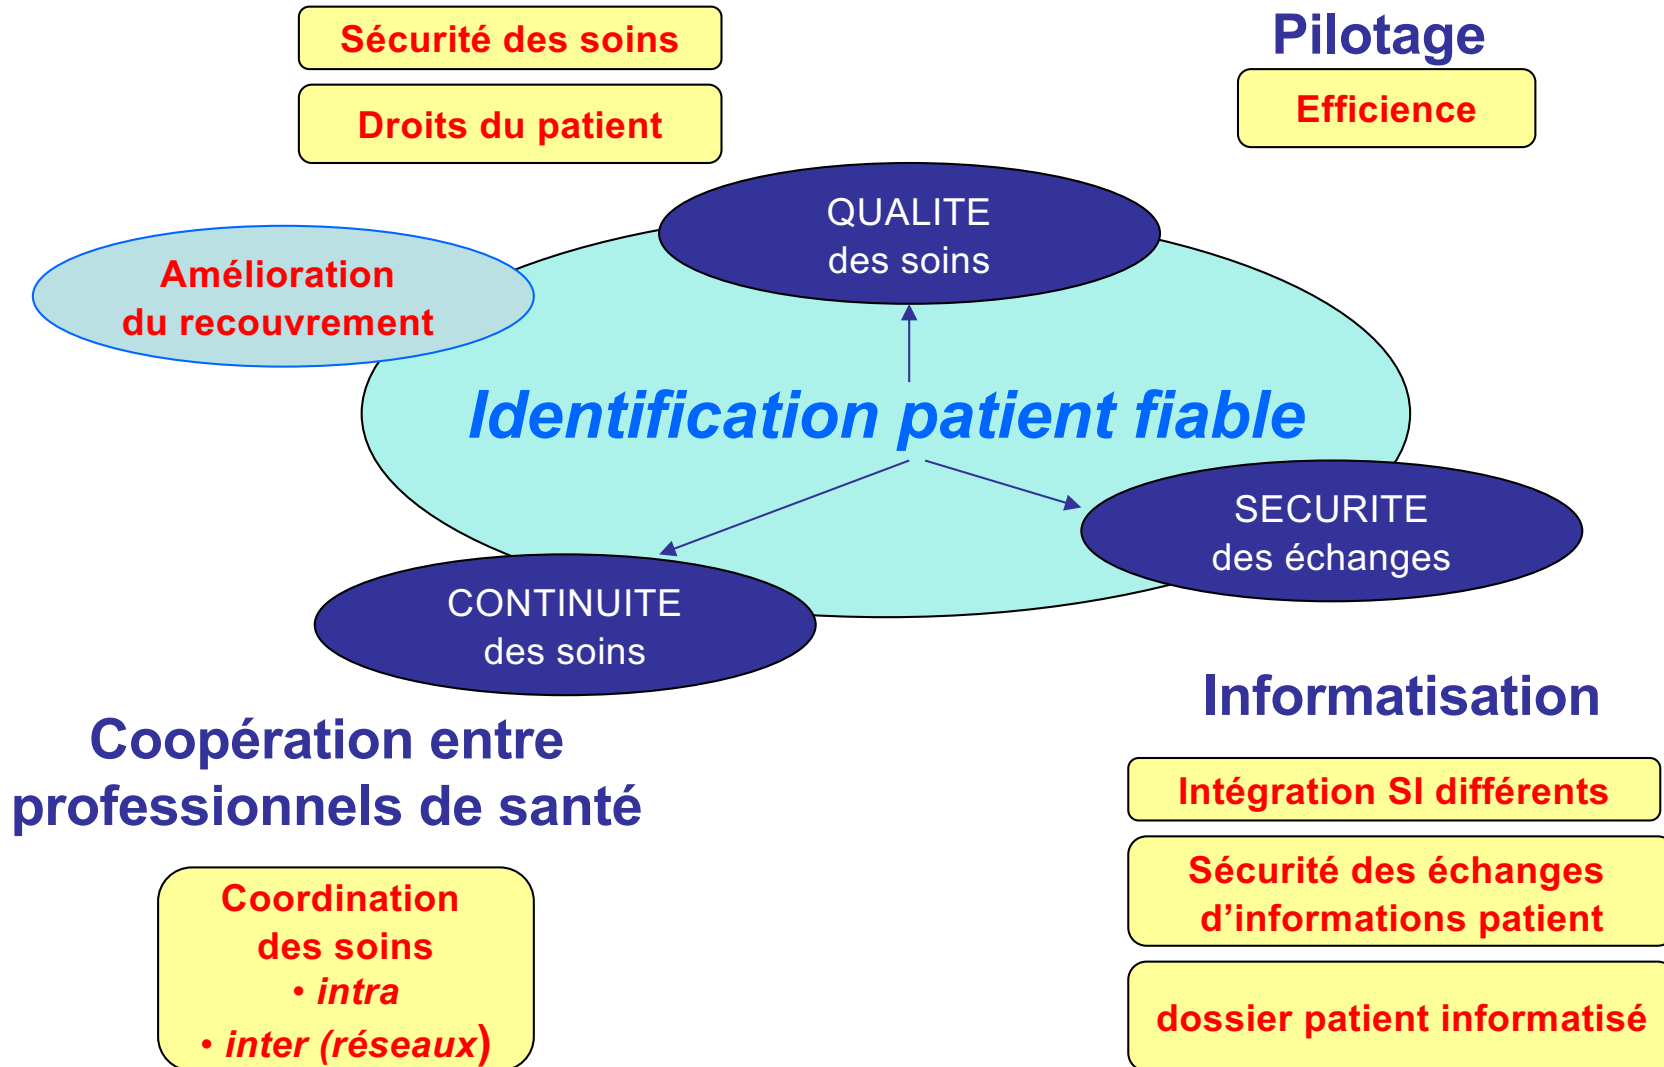 Sécurité des soins
Droits du patient
Pilotage
Efficience
QUALITE
des soins
Amélioration
du recouvrement
Identification patient fiable
SECURITE
des échanges
CONTINUITE
des soins
Coopération entre
professionnels de santé
Coordination
des soins
• intra
• inter (réseaux)
Informatisation
Intégration SI différents
Sécurité des échanges
d’informations patient
dossier patient informatisé